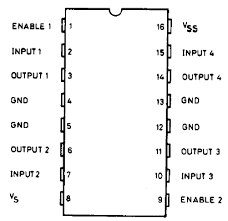 ENABLE 1 1 16 VSS
INPUT 1 2 15 INPUT 4
OUTPUT 1 3 14 OUTPUT 4
GND 4 13 GND
GND 5 12 GND
OUTPUT 2 6 11 OUTPUT 3
INPUT 2 7 10 INPUT 3
VS 8 9 ENABLE 2